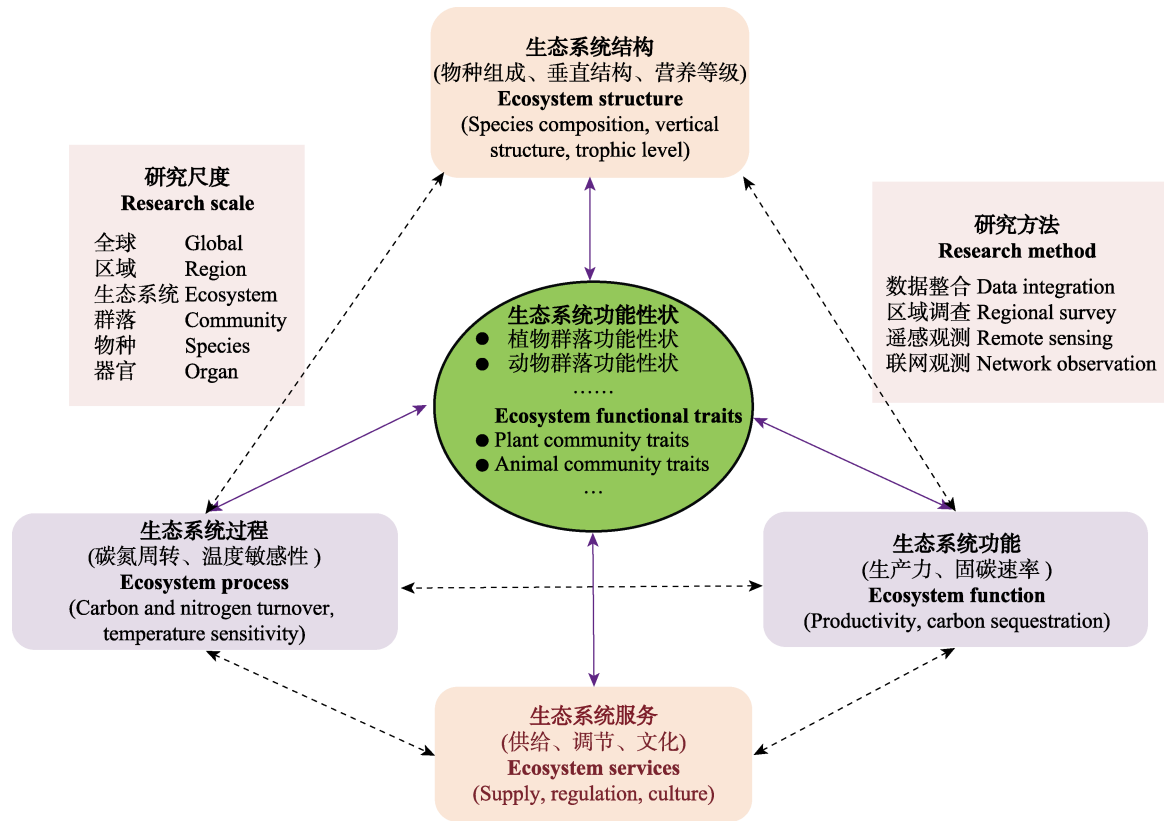 生态系统结构
(物种组成、垂直结构、营养等级)
Ecosystem structure
(Species composition, vertical
structure, trophic level)
研究尺度
Research scale
全球 Global
区域 Region
生态系统 Ecosystem
群落 Community
物种 Species
器官 Organ
研究方法
Research method
数据整合 Data integration
区域调查 Regional survey
遥感观测 Remote sensing
联网观测 Network observation
生态系统功能性状
● 植物群落功能性状
● 动物群落功能性状
……
Ecosystem functional traits
● Plant community traits
● Animal community traits
…
生态系统过程
(碳氮周转、温度敏感性 )
Ecosystem process
(Carbon and nitrogen turnover,
temperature sensitivity)
生态系统功能
(生产力、固碳速率 )
Ecosystem function
(Productivity, carbon sequestration)
生态系统服务
(供给、调节、文化)
Ecosystem services
(Supply, regulation, culture)